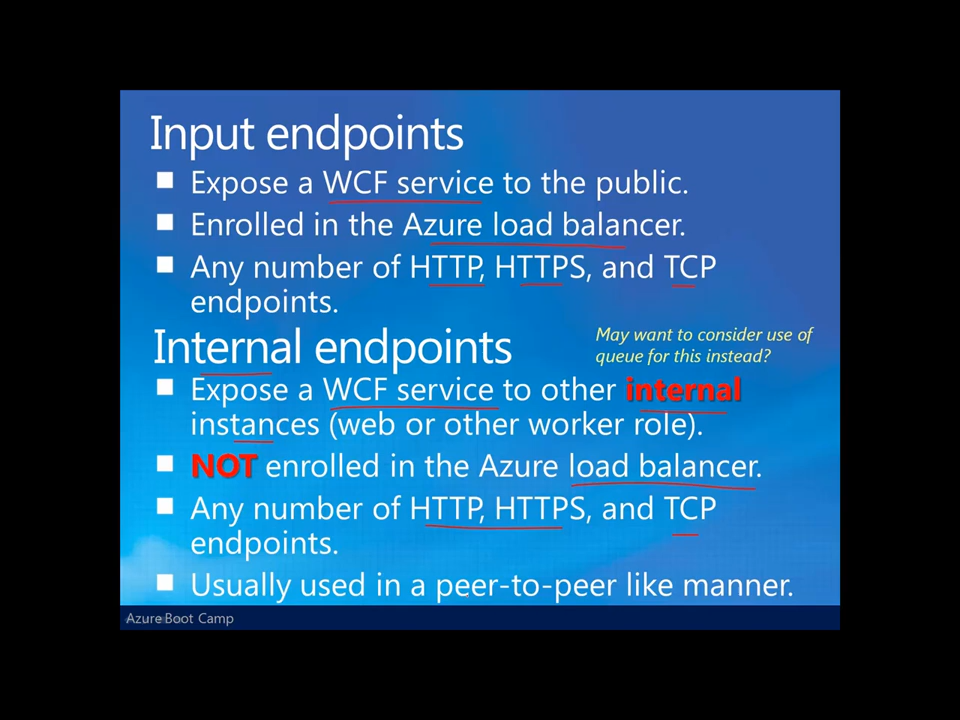 Input endpoints
Expose a WCF service to the public.
Enrolled in the Azure load balancer.
Any number of HTTP, HTTPS, and TCP
endpoints.
Internal endpoints
May want to consider use of
queue for this instead?
Expose a WCF service to other internal
instances (web or other worker role).
NOT enrolled in the Azure load balancer.
Any number of HTTP, HTTPS, and TCP
endpoints.
Usually used in a peer-to-peer like manner.
Azure Boot Camp